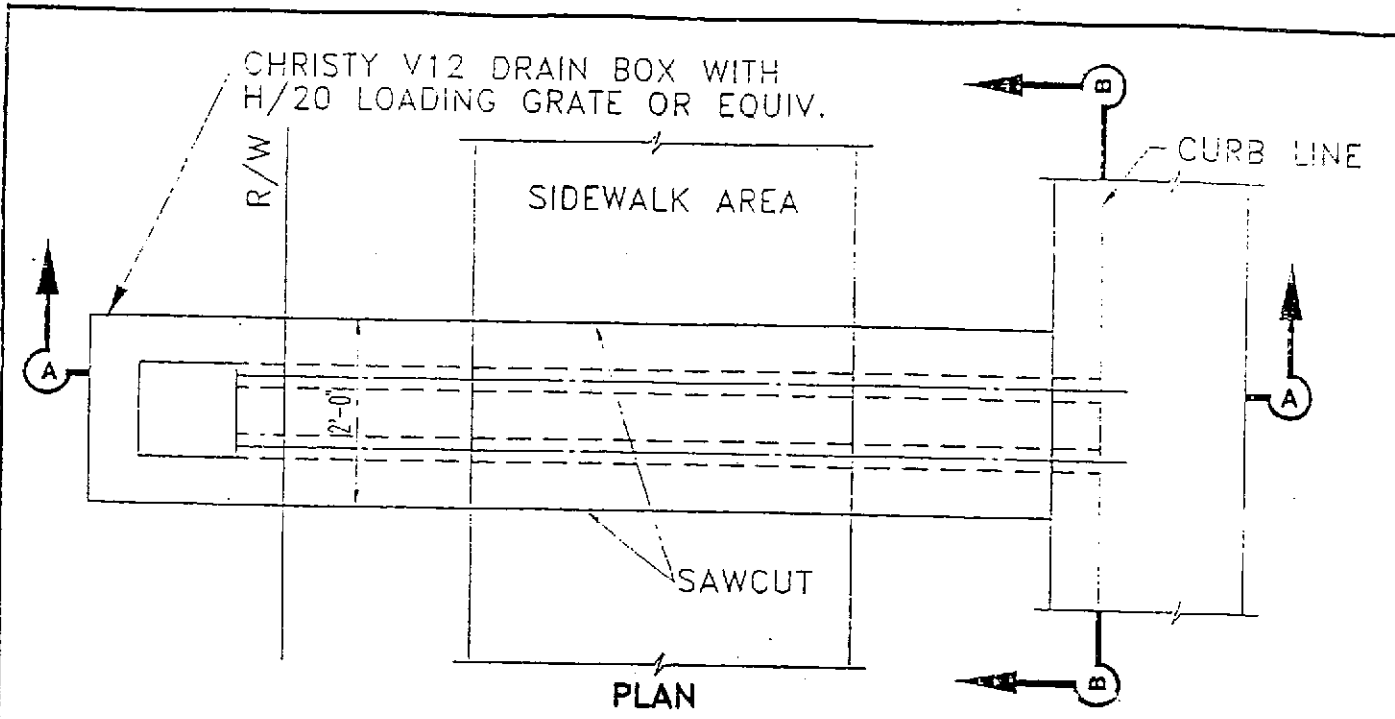 CHRISTY V12 DRAIN BOX WITH
H/20 LOADING GRATE OR EQUIV.
R/W
SIDEWALK AREA
B
CURB LINE
A
2'-0"
A
SAWCUT
B
PLAN